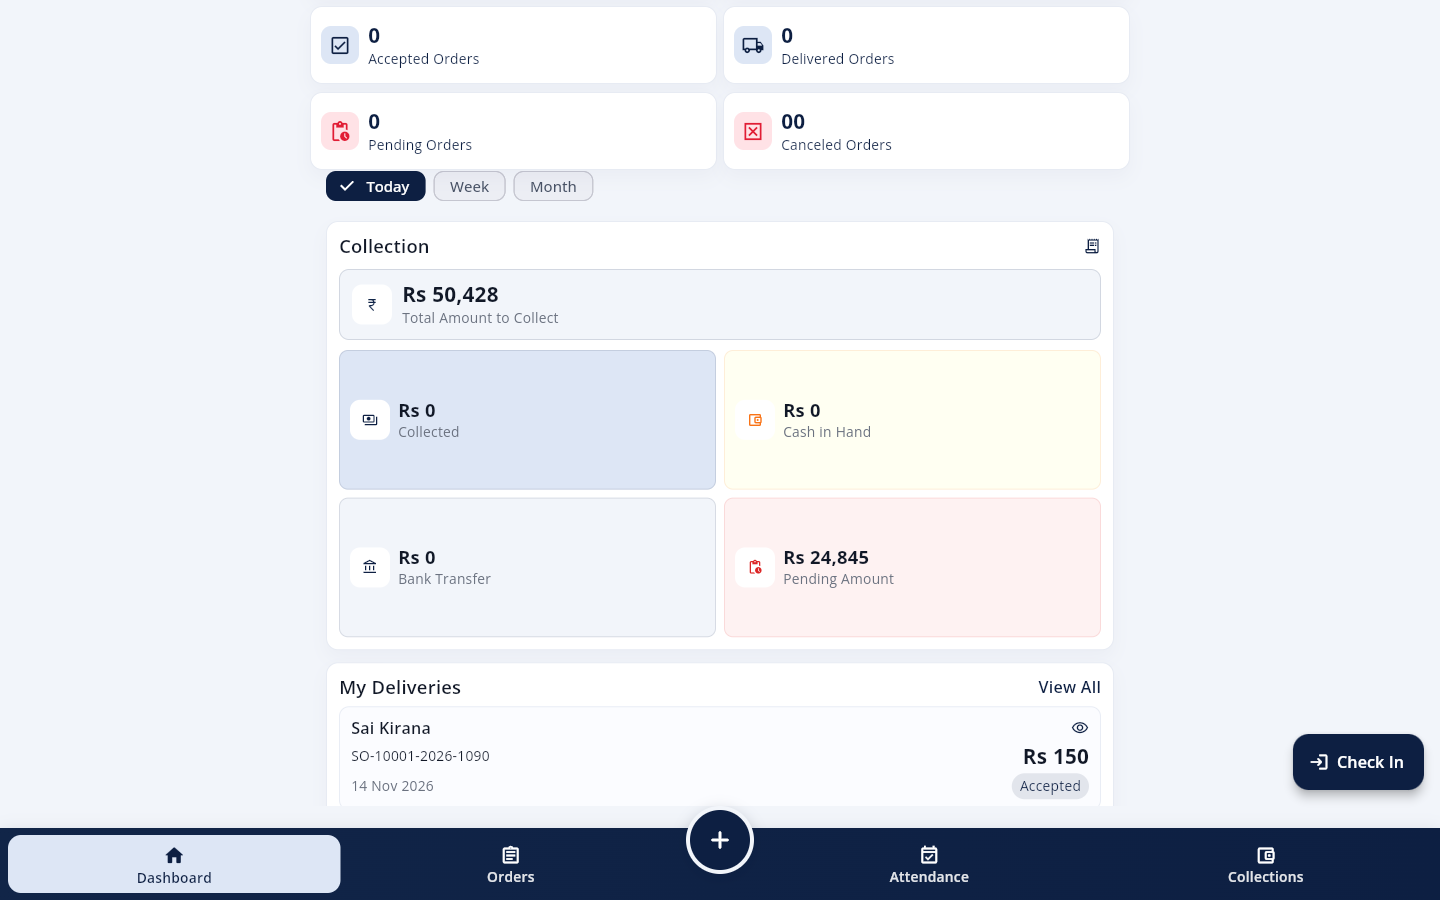 0
Accepted Orders
0
Delivered Orders
0
Pending Orders
00
Canceled Orders
Today
Week
Month
Collection
₹
Rs 50,428
Total Amount to Collect
Rs 0
Collected
Rs 0
Cash in Hand
Rs 0
Bank Transfer
Rs 24,845
Pending Amount
My Deliveries
View All
Sai Kirana
SO-10001-2026-1090
Rs 150
14 Nov 2026
Accepted
Check In
Dashboard
Orders
Attendance
Collections